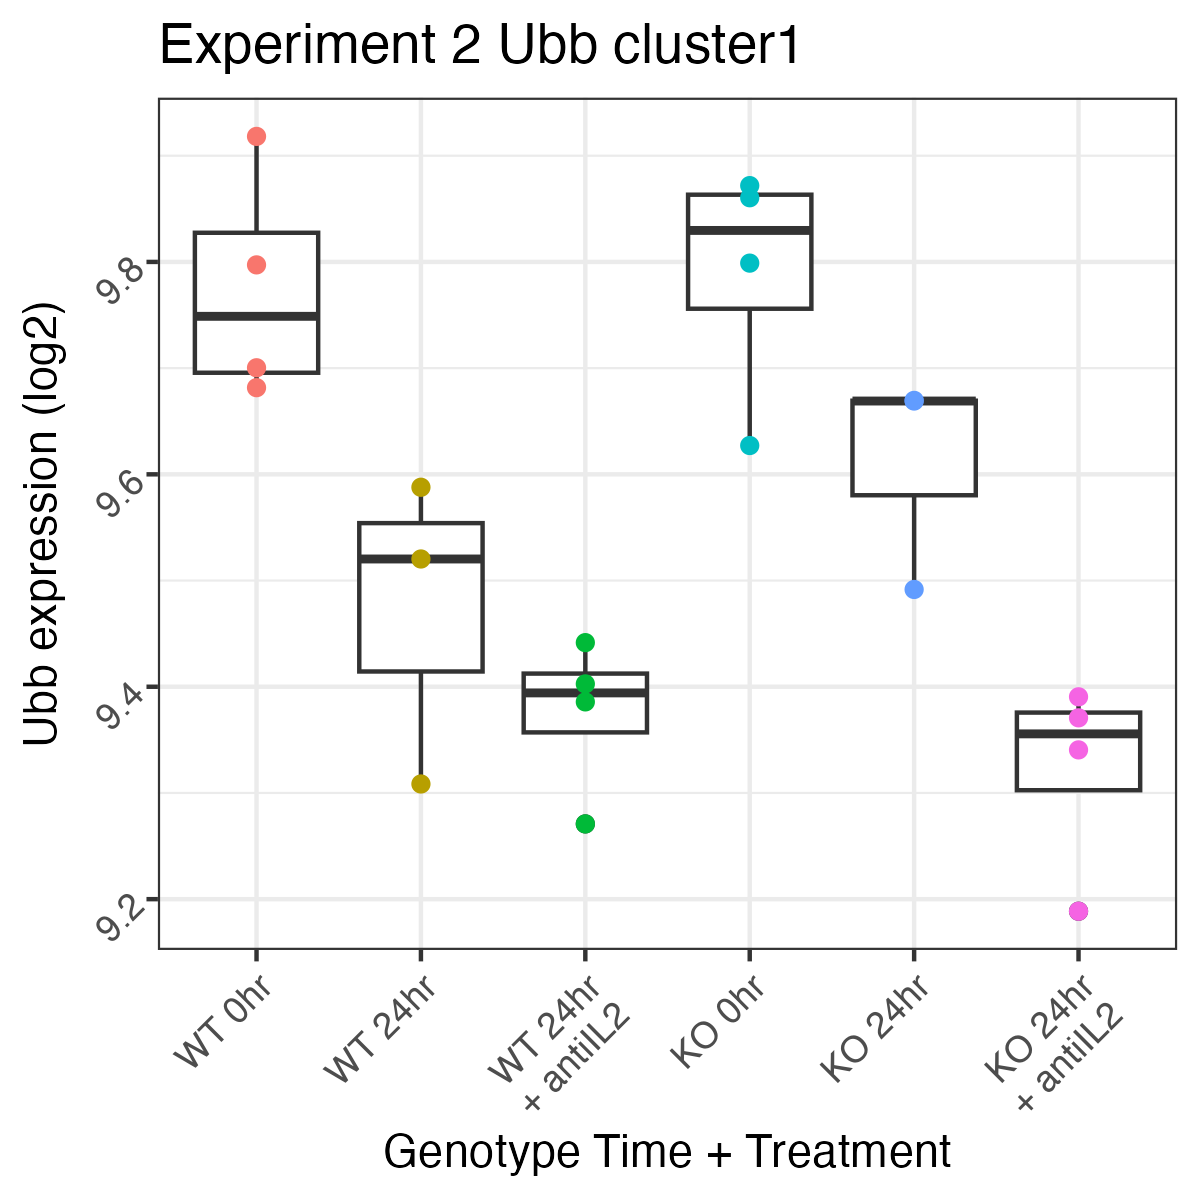 Experiment 2 Ubb cluster1
Ubb expression (log2)
9.8
9.6
9.4
9.2
WT 0hr
WT 24hr
WT 24hr
+ antiIL2
KO 0hr
KO 24hr
KO 24hr
+ antiIL2
Genotype Time + Treatment